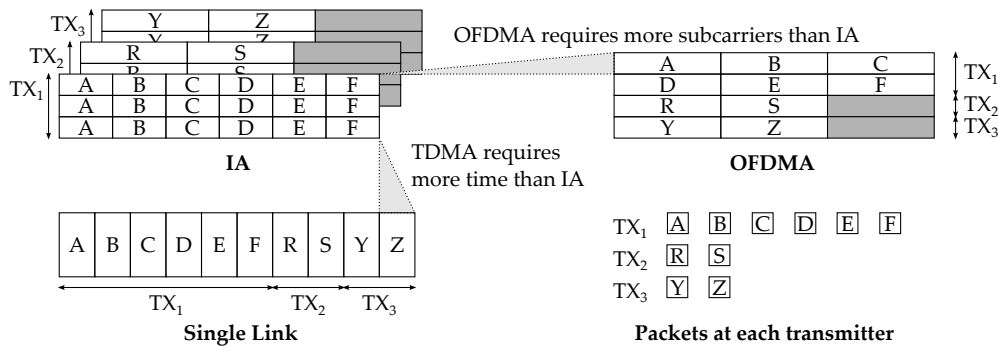 TX3 Y Z
Y Z
TX2 R S
R S
TX1 A B C D E F
A B C D E F
A B C D E F
IA
OFDMA requires more subcarriers than IA
A B C TX1
D E F
R S TX2
Y Z TX3
OFDMA
TDMA requires
more time than IA
A B C D E F R S Y Z
TX1 TX2 TX3
Single Link
TX1 A B C D E F
TX2 R S
TX3 Y Z
Packets at each transmitter